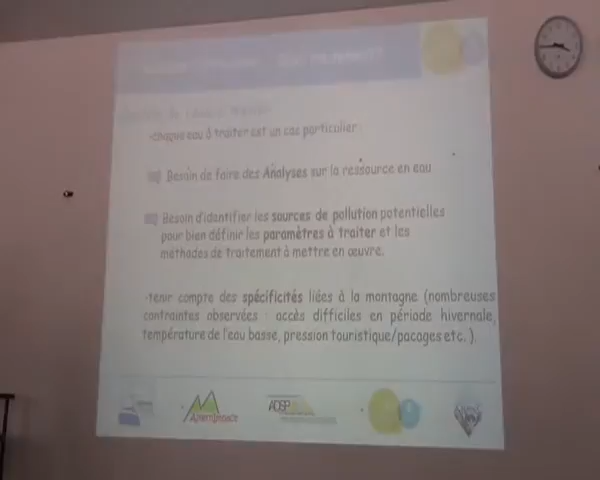 -chaque eau à traiter est un cas particulier :
Besoin de faire des Analyses sur la ressource en eau
Besoin d'identifier les sources de pollution potentielles
pour bien définir les paramètres à traiter et les
méthodes de traitement à mettre en œuvre.
-tenir compte des spécificités liées à la montagne (nombreuses
contraintes observées : accès difficiles en période hivernale,
température de l'eau basse, pression touristique/pacages etc. )
ADSP